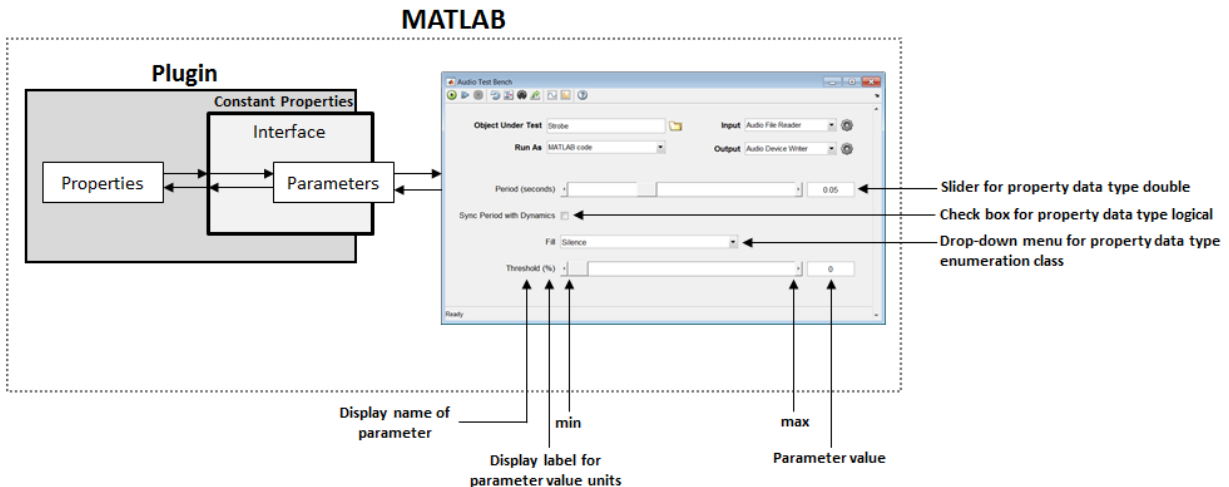 MATLAB
Plugin
Constant Properties
Interface
Properties
Parameters
Audio Test Bench
Object Under Test Strobe
Input Audio File Reader
Run As MATLAB code
Output Audio Device Writer
Period (seconds) 0.05
Sync Period with Dynamics
Fill Silence
Threshold (%) 0
Ready
Slider for property data type double
Check box for property data type logical
Drop-down menu for property data type
enumeration class
Display name of
parameter
min
max
Display label for
parameter value units
Parameter value